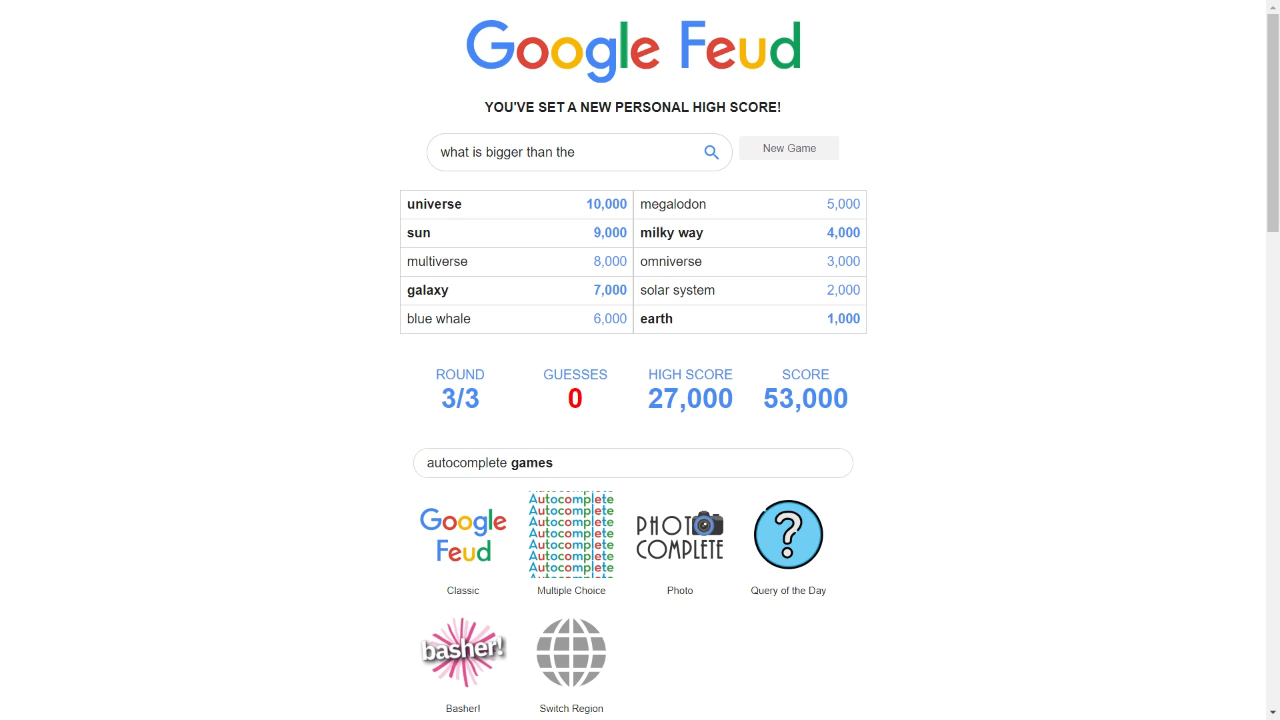 Google Feud
YOU'VE SET A NEW PERSONAL HIGH SCORE!
what is bigger than the
New Game
universe 10,000 megalodon 5,000
sun 9,000 milky way 4,000
multiverse 8,000 omniverse 3,000
galaxy 7,000 solar system 2,000
blue whale 6,000 earth 1,000
ROUND GUESSES HIGH SCORE SCORE
3/3 0 27,000 53,000
autocomplete games
Google
Feud
Autocomplete
Autocomplete
Autocomplete
Autocomplete
Autocomplete
Autocomplete
Autocomplete
PHOTO
COMPLETE
?
Classic Multiple Choice Photo Query of the Day
basher!
Basher! Switch Region